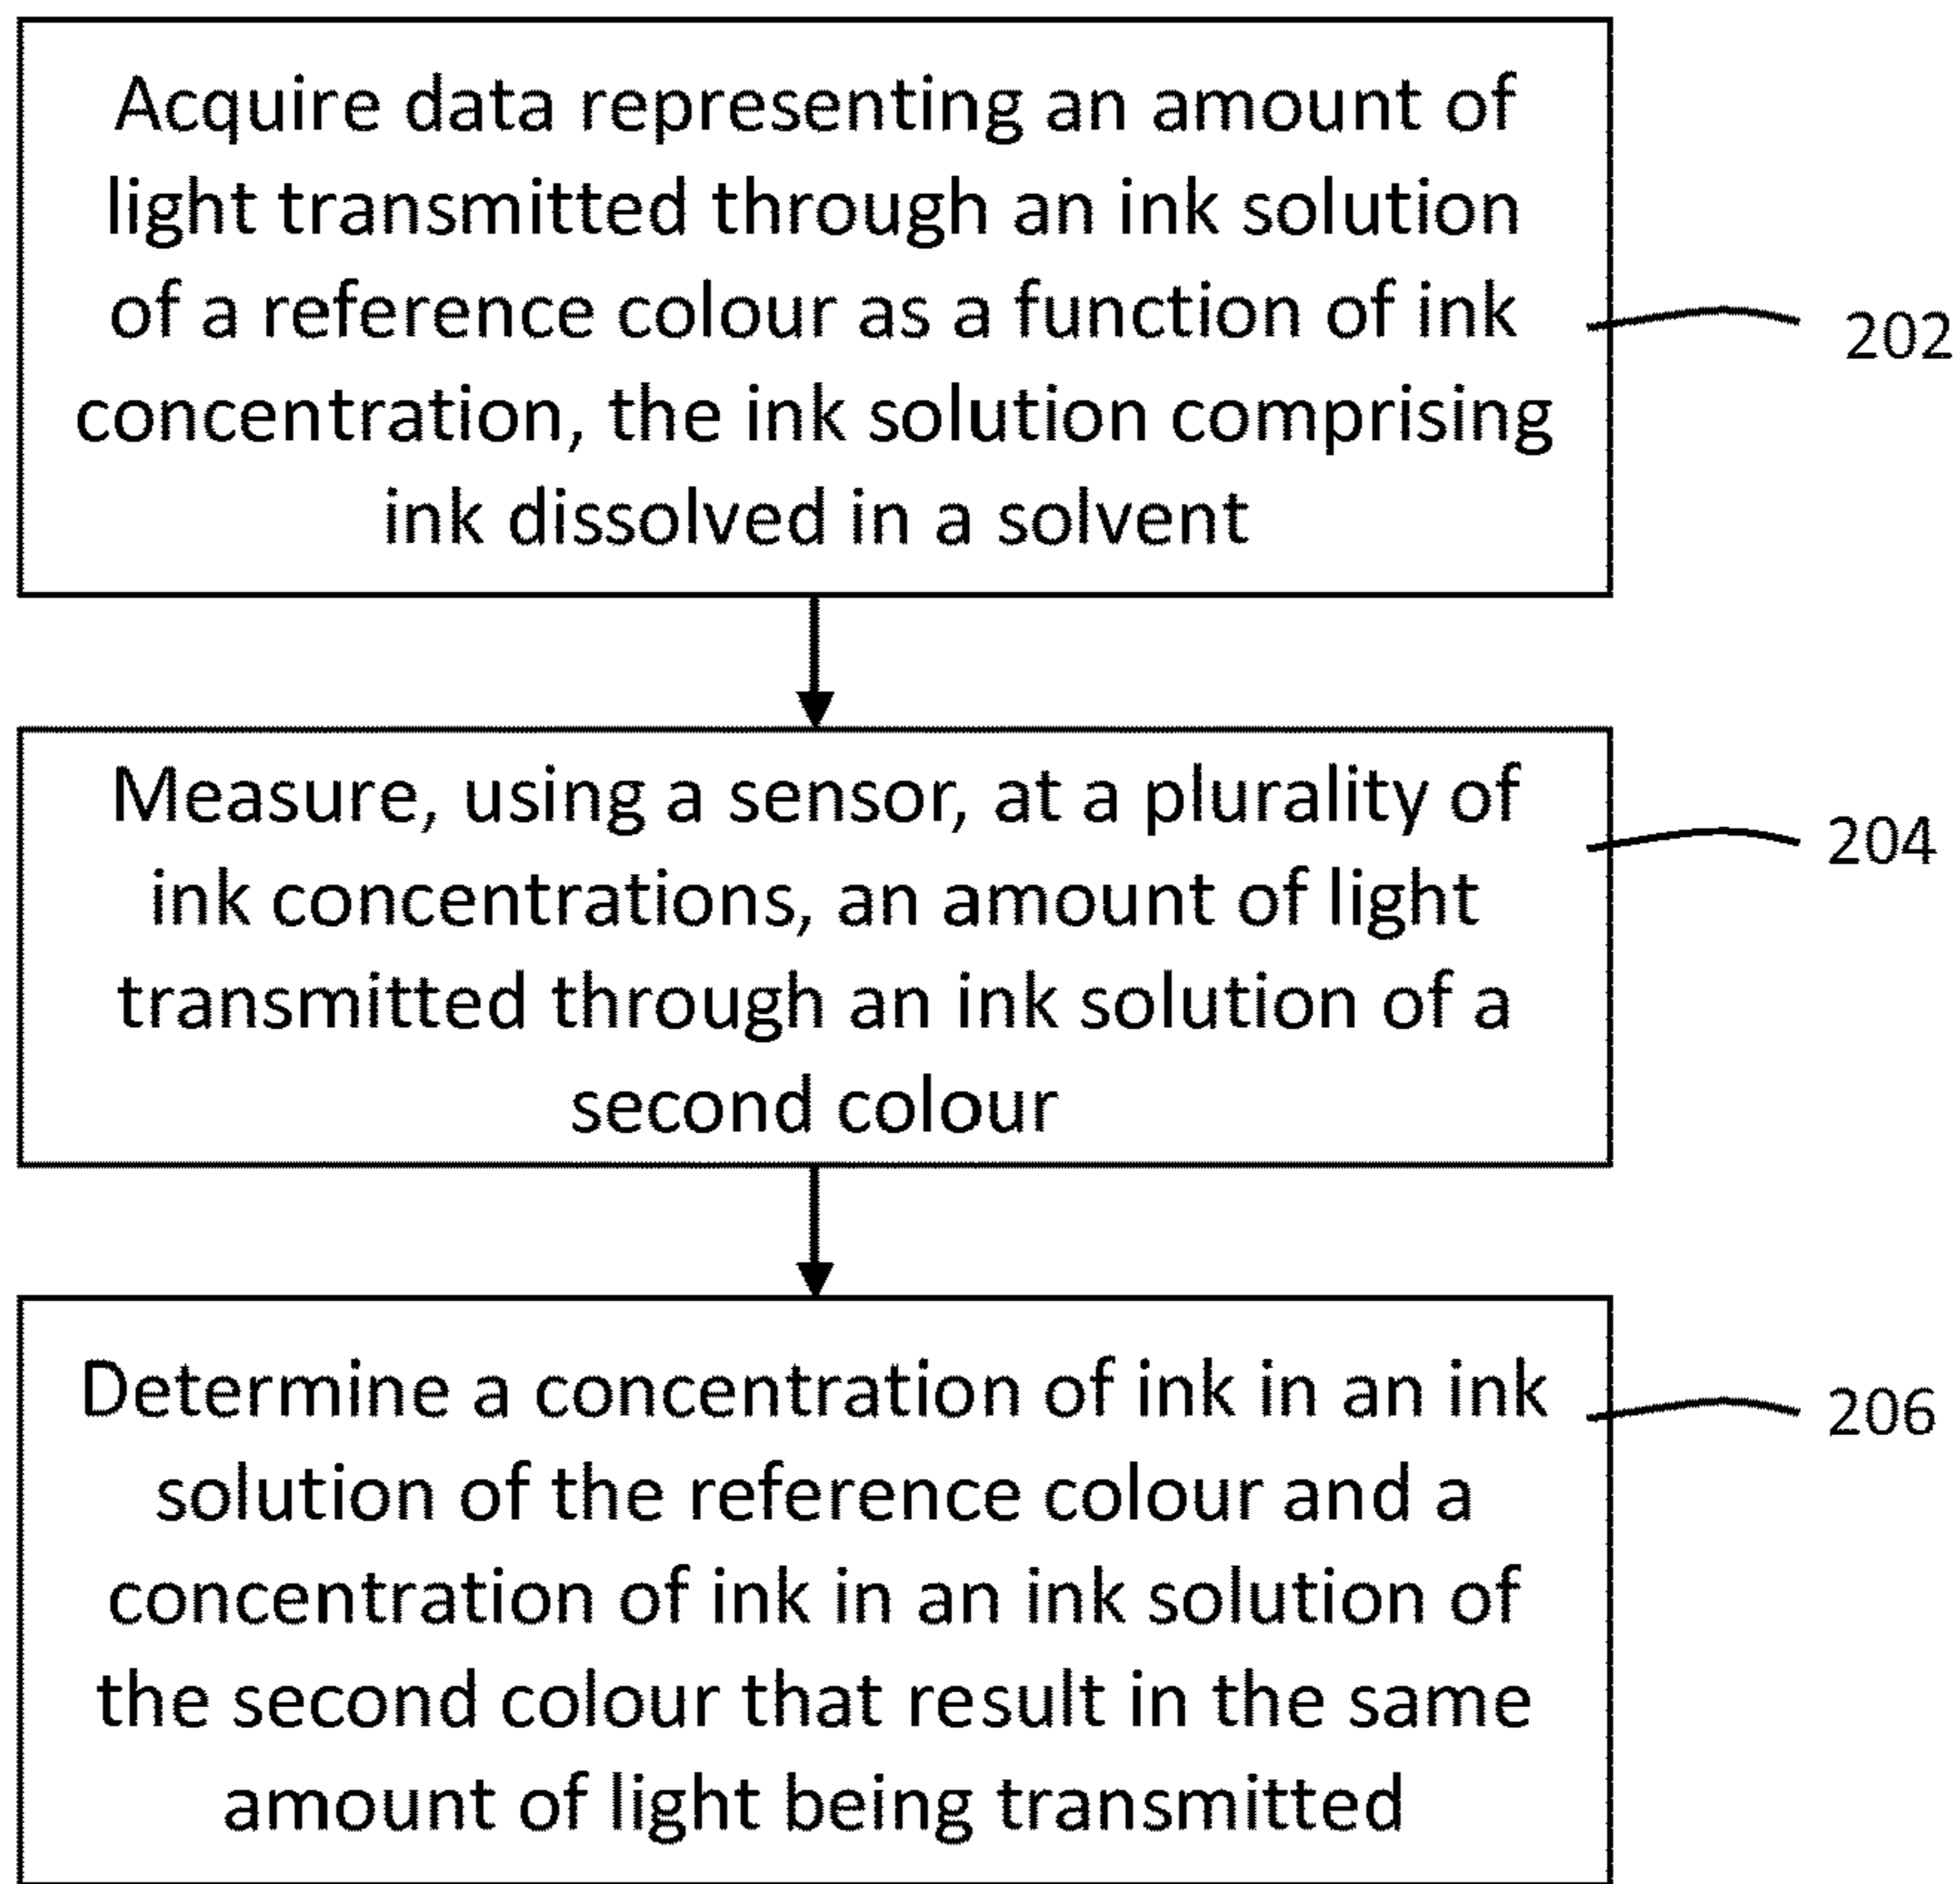 Acquire data representing an amount of
light transmitted through an ink solution
of a reference colour as a function of ink
concentration, the ink solution comprising
ink dissolved in a solvent
202
Measure, using a sensor, at a plurality of
ink concentrations, an amount of light
transmitted through an ink solution of a
second colour
204
Determine a concentration of ink in an ink
solution of the reference colour and a
concentration of ink in an ink solution of
the second colour that result in the same
amount of light being transmitted
206